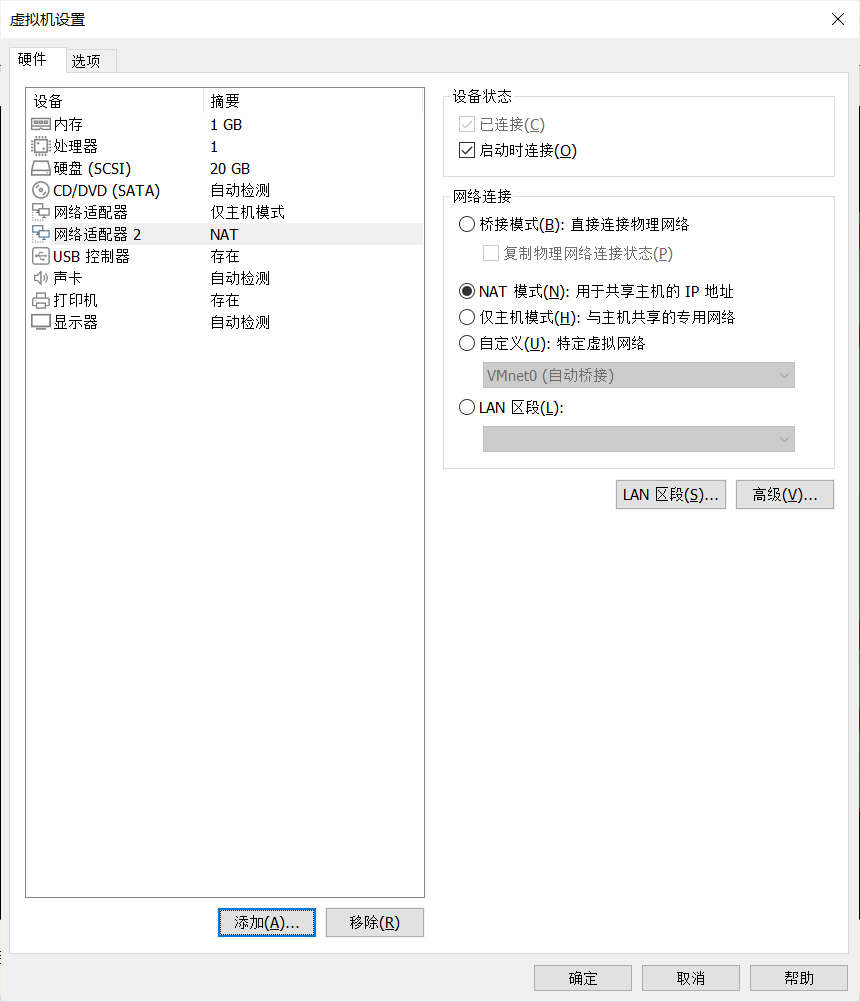 虚拟机设置
硬件 选项
设备 摘要
内存 1 GB
处理器 1
硬盘 (SCSI) 20 GB
CD/DVD (SATA) 自动检测
网络适配器 仅主机模式
网络适配器 2 NAT
USB 控制器 存在
声卡 自动检测
打印机 存在
显示器 自动检测
添加(A)... 移除(R)
设备状态
已连接(C)
启动时连接(O)
网络连接
桥接模式(B): 直接连接物理网络
复制物理网络连接状态(P)
NAT 模式(N): 用于共享主机的 IP 地址
仅主机模式(H): 与主机共享的专用网络
自定义(U): 特定虚拟网络
VMnet0 (自动桥接)
LAN 区段(L):
LAN 区段(S)... 高级(V)...
确定 取消 帮助